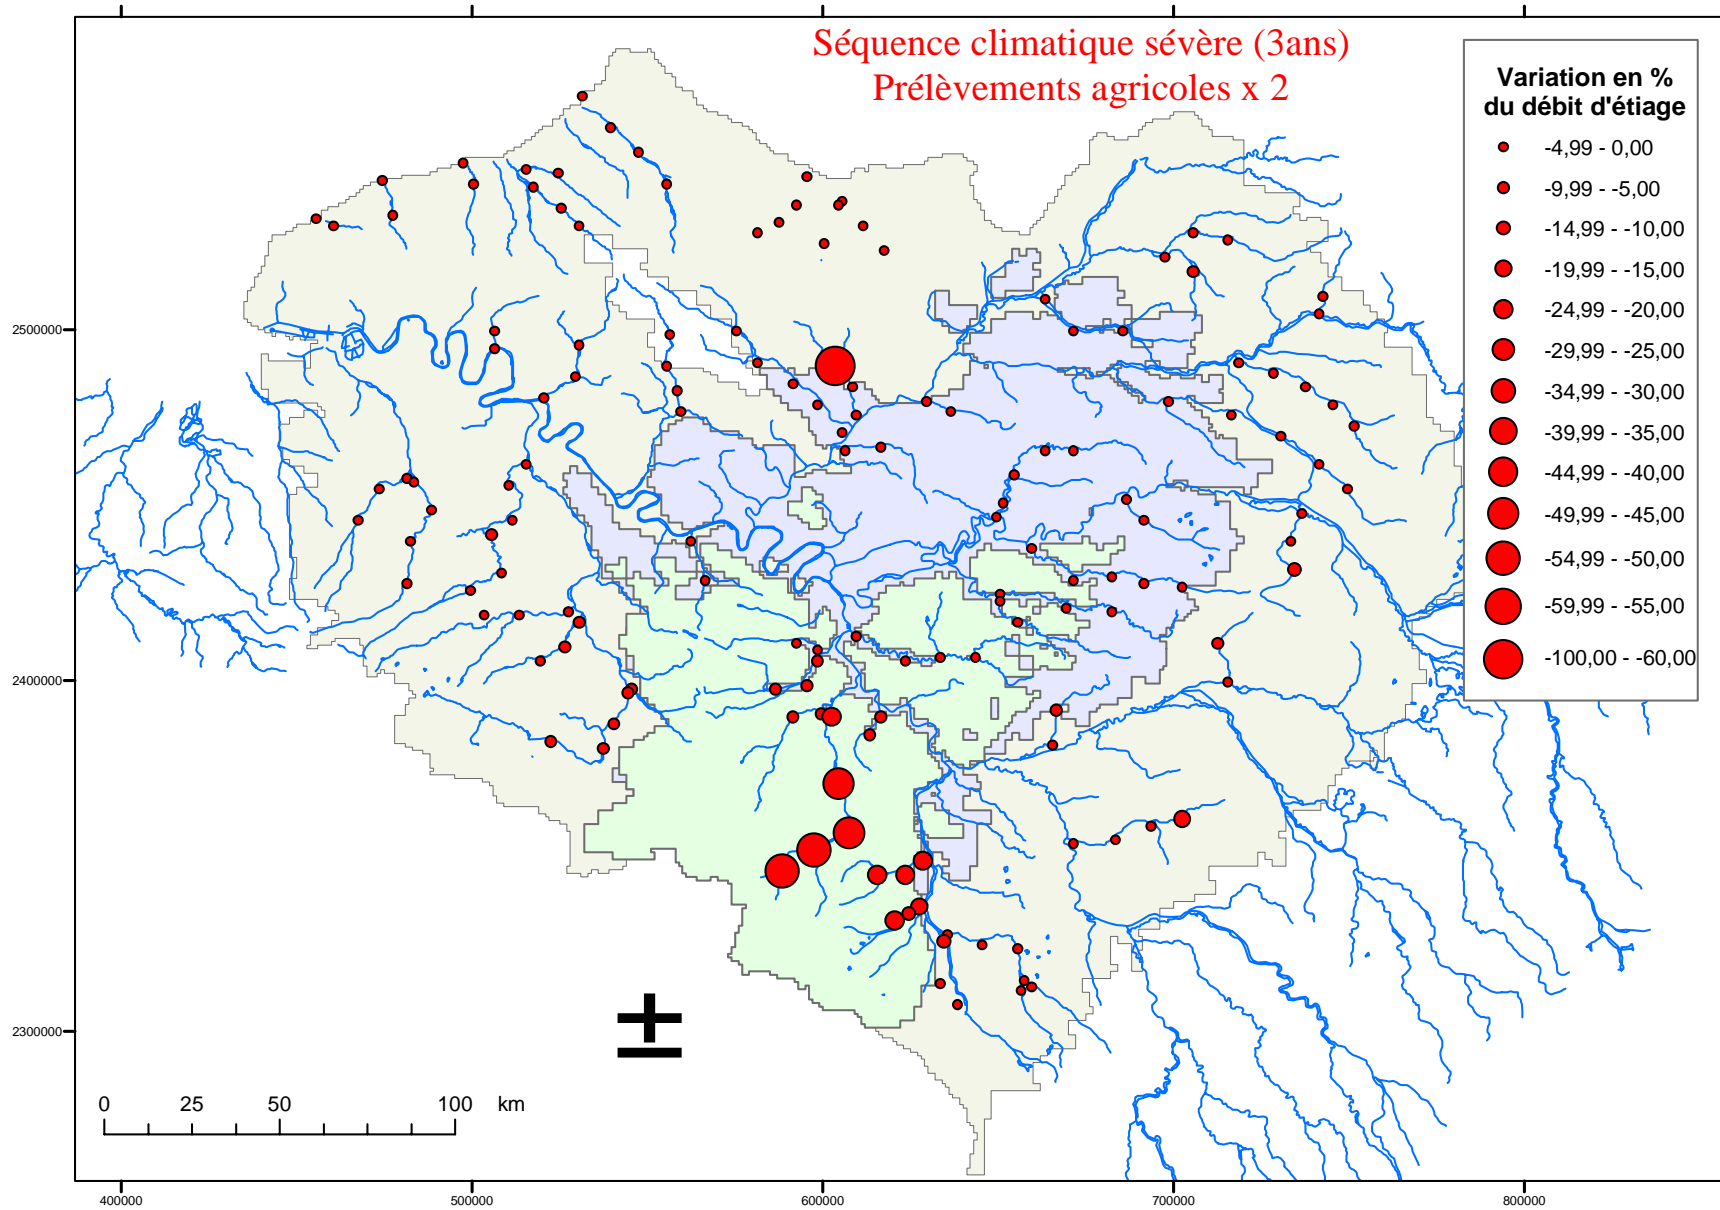 Séquence climatique sévère (3ans)
Prélèvements agricoles x 2
Variation en %
du débit d'étiage
-4,99 - 0,00
-9,99 - -5,00
-14,99 - -10,00
-19,99 - -15,00
-24,99 - -20,00
-29,99 - -25,00
-34,99 - -30,00
-39,99 - -35,00
-44,99 - -40,00
-49,99 - -45,00
-54,99 - -50,00
-59,99 - -55,00
-100,00 - -60,00
2500000
2400000
2300000
0 25 50 100 km
400000 500000 600000 700000 800000